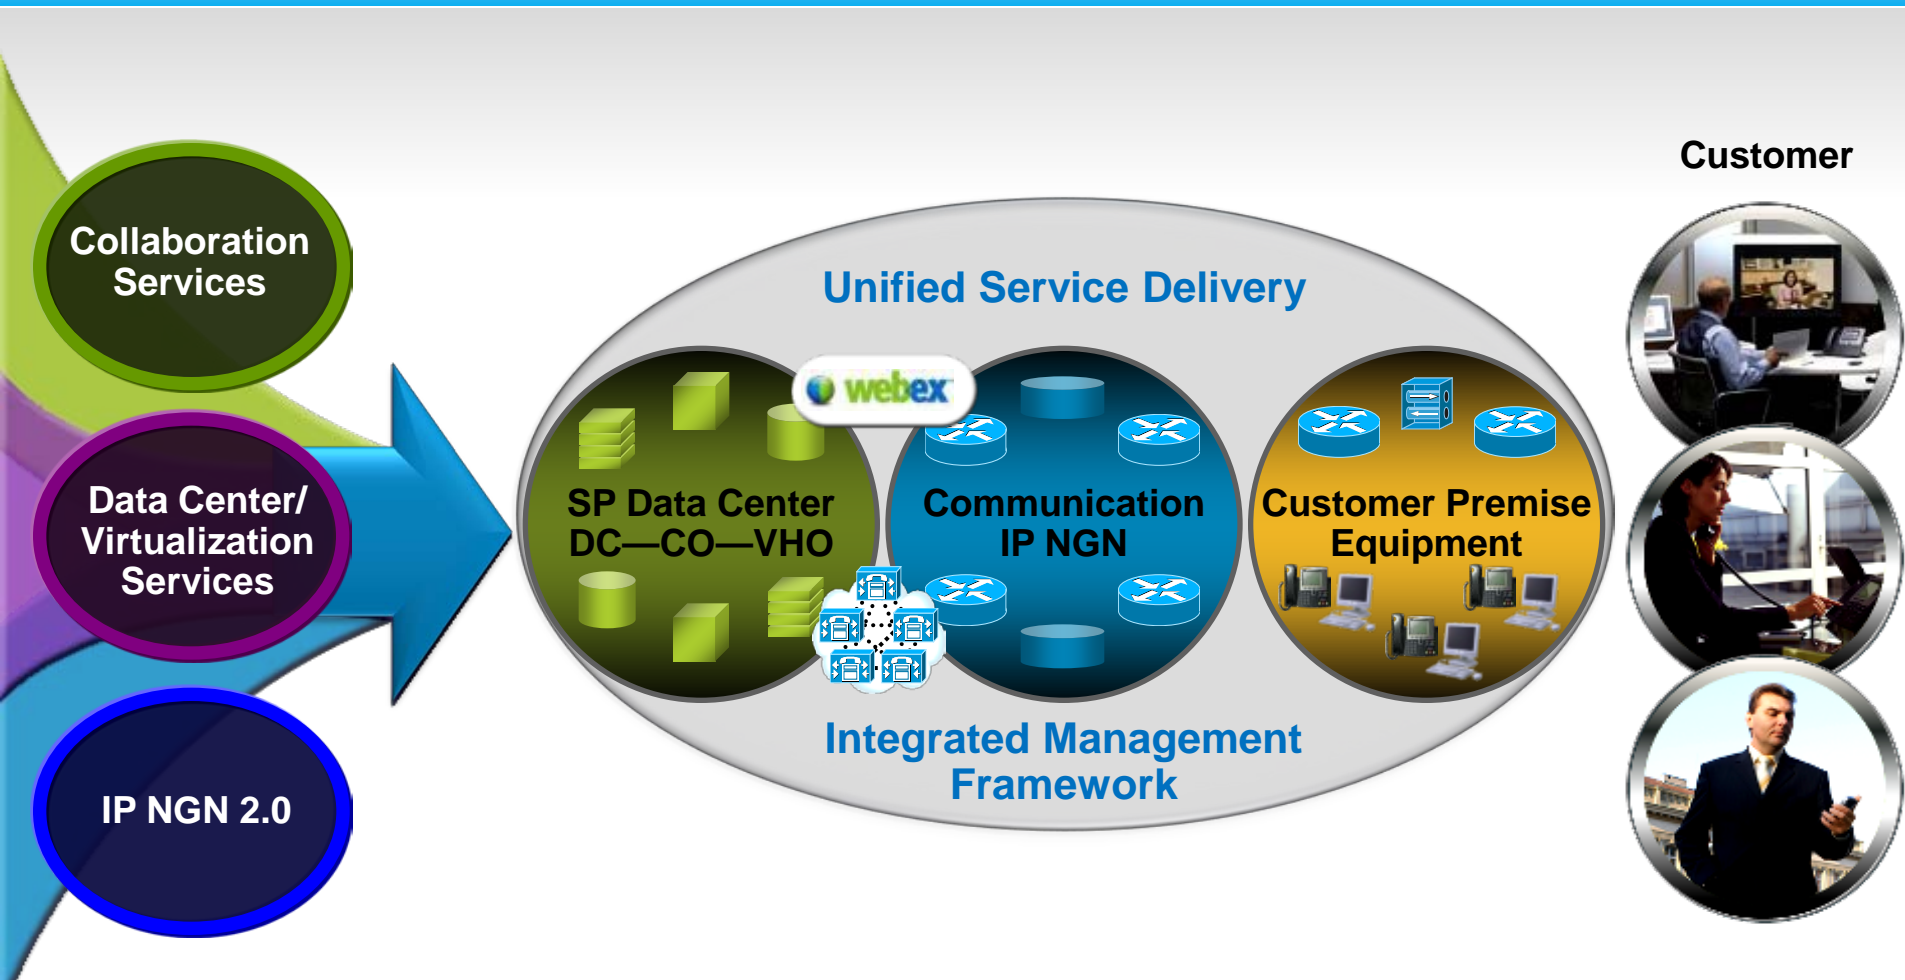 Customer
Collaboration
Services
Data Center/
Virtualization
Services
IP NGN 2.0
Unified Service Delivery
webex
SP Data Center
DC—CO—VHO
Communication
IP NGN
Customer Premise
Equipment
Integrated Management
Framework